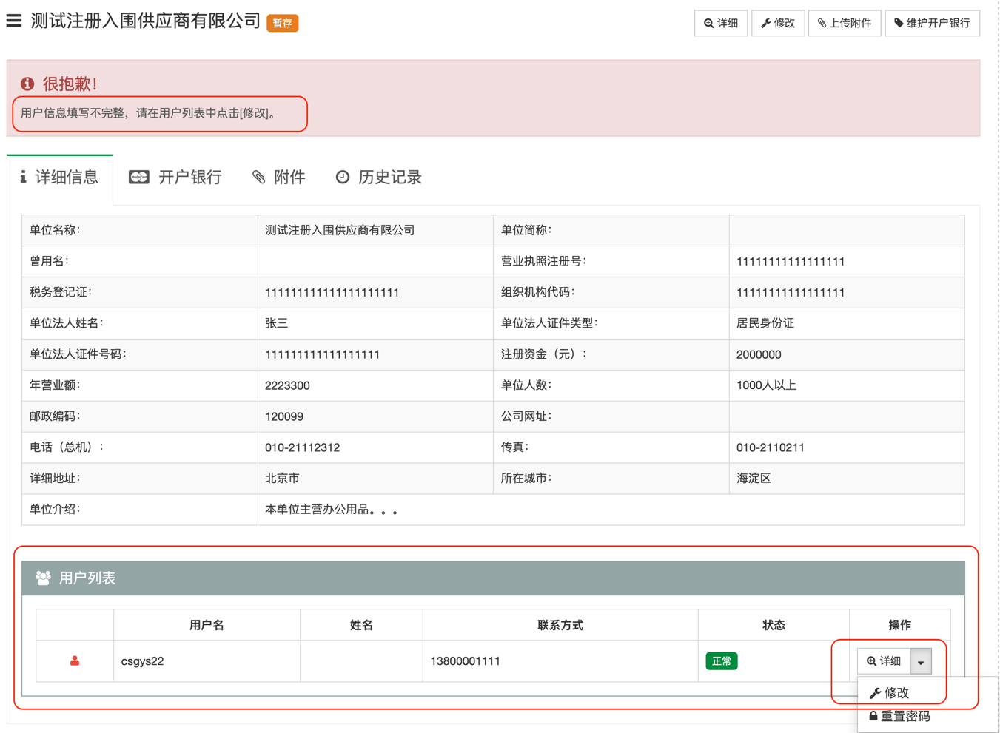 测试注册入围供应商有限公司 暂存 详细 修改 上传附件 维护开户银行
很抱歉！
用户信息填写不完整，请在用户列表中点击[修改]。
详细信息 开户银行 附件 历史记录
单位名称： 测试注册入围供应商有限公司 单位简称：
曾用名： 营业执照注册号： 11111111111111111
税务登记证： 111111111111111111111 组织机构代码： 11111111111111111
单位法人姓名： 张三 单位法人证件类型： 居民身份证
单位法人证件号码： 111111111111111111 注册资金（元）： 2000000
年营业额： 2223300 单位人数： 1000人以上
邮政编码： 120099 公司网址：
电话（总机）： 010-21112312 传真： 010-2110211
详细地址： 北京市 所在城市： 海淀区
单位介绍： 本单位主营办公用品。。。
用户列表
用户名 姓名 联系方式 状态 操作
csgys22 13800001111 正常 详细
修改
重置密码